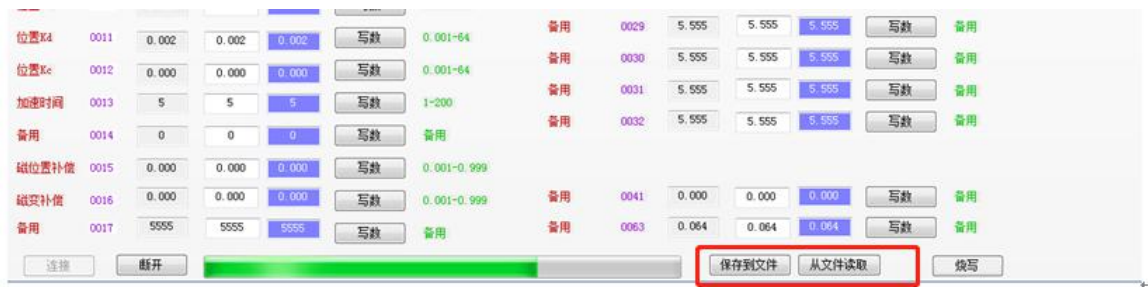 位置Kd 0011 0.002 0.002 0.002 写数 0.001-64
位置Kc 0012 0.000 0.000 0.000 写数 0.001-64
加速时间 0013 5 5 5 写数 1-200
备用 0014 0 0 0 写数 备用
磁位置补偿 0015 0.000 0.000 0.000 写数 0.001-0.999
磁变补偿 0016 0.000 0.000 0.000 写数 0.001-0.999
备用 0017 5555 5555 5555 写数 备用
备用 0029 5.555 5.555 5.555 写数 备用
备用 0030 5.555 5.555 5.555 写数 备用
备用 0031 5.555 5.555 5.555 写数 备用
备用 0032 5.555 5.555 5.555 写数 备用
备用 0041 0.000 0.000 0.000 写数 备用
备用 0063 0.064 0.064 0.064 写数 备用
连接 断开 保存到文件 从文件读取 烧写